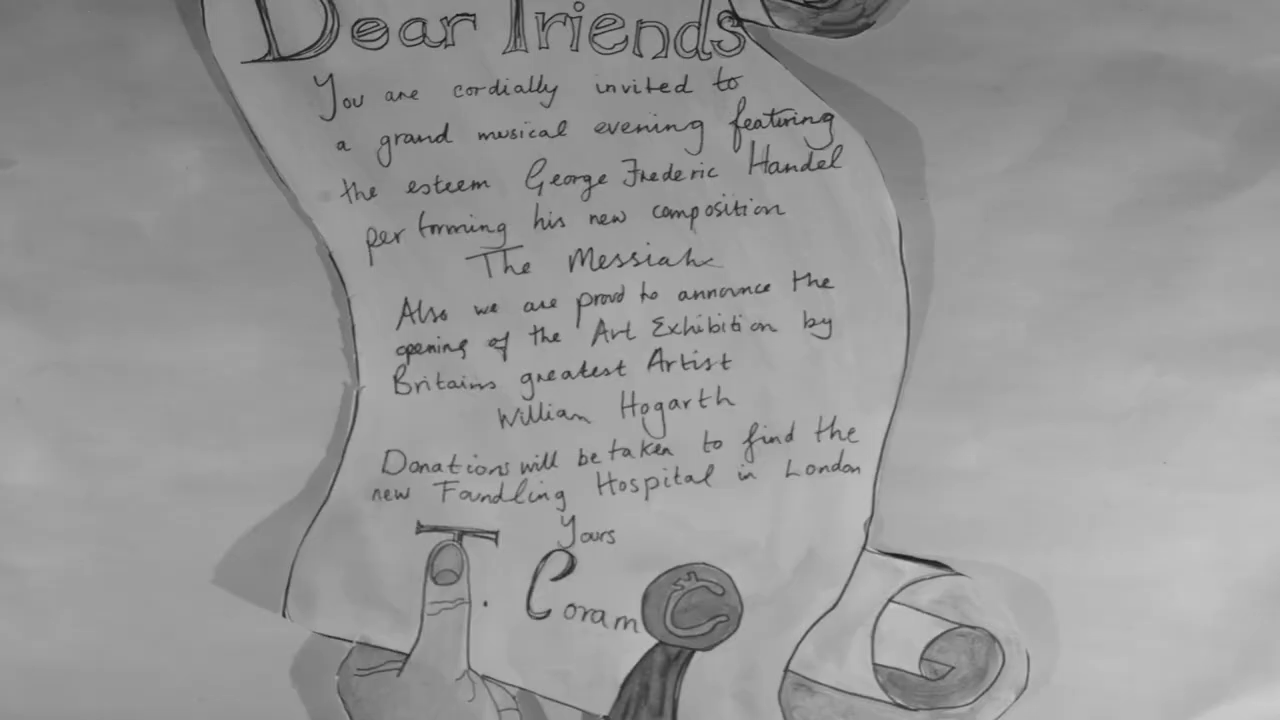 Dear Friends
You are cordially invited to
a grand musical evening featuring
the esteem George Frederic Handel
performing his new composition
The Messiah
Also we are proud to announce the
opening of the Art Exhibition by
Britains greatest Artist
William Hogarth
Donations will be taken to find the
new Foundling Hospital in London
Yours
T. Coram
C